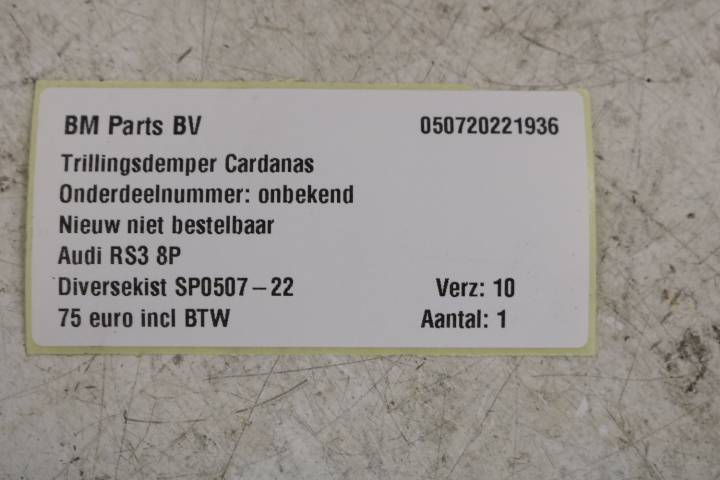 BM Parts BV 050720221936
Trillingsdemper Cardanas
Onderdeelnummer: onbekend
Nieuw niet bestelbaar
Audi RS3 8P
Diversekist SP0507-22 Verz: 10
75 euro incl BTW Aantal: 1